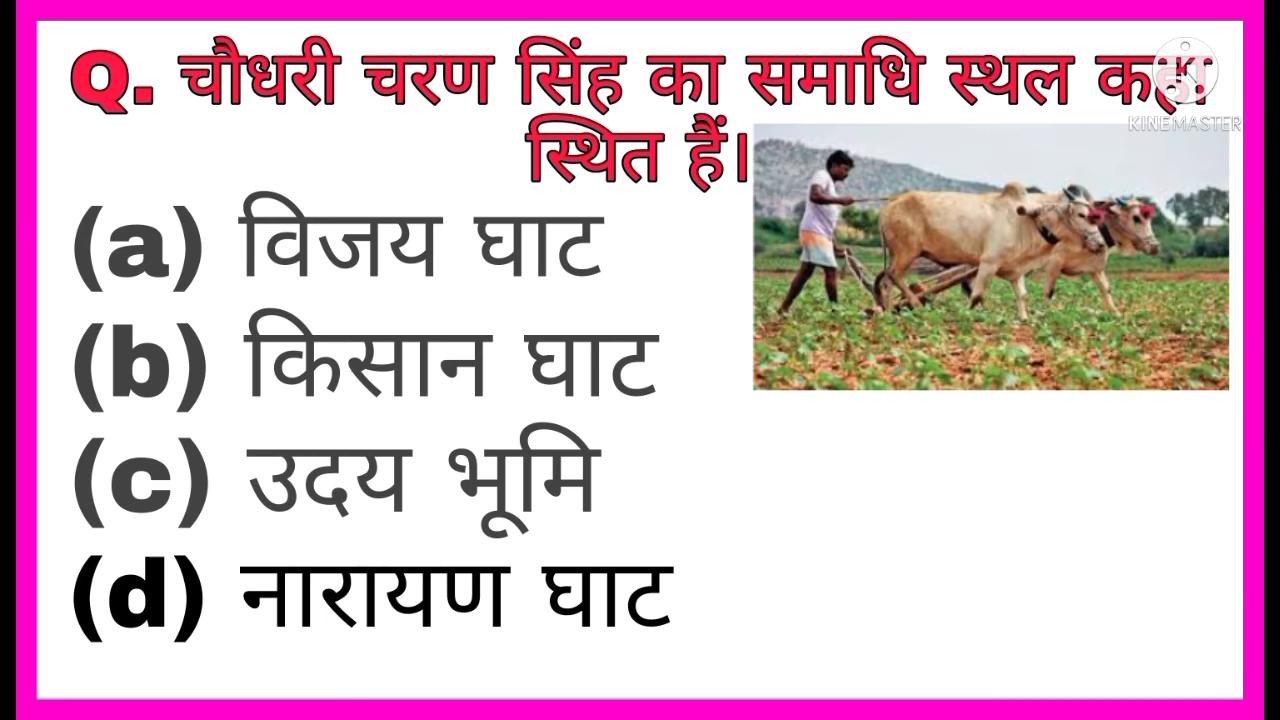 Q. चौधरी चरण सिंह का समाधि स्थल कहा
स्थित हैं।
(a) विजय घाट
(b) किसान घाट
(c) उदय भूमि
(d) नारायण घाट
KINEMASTER